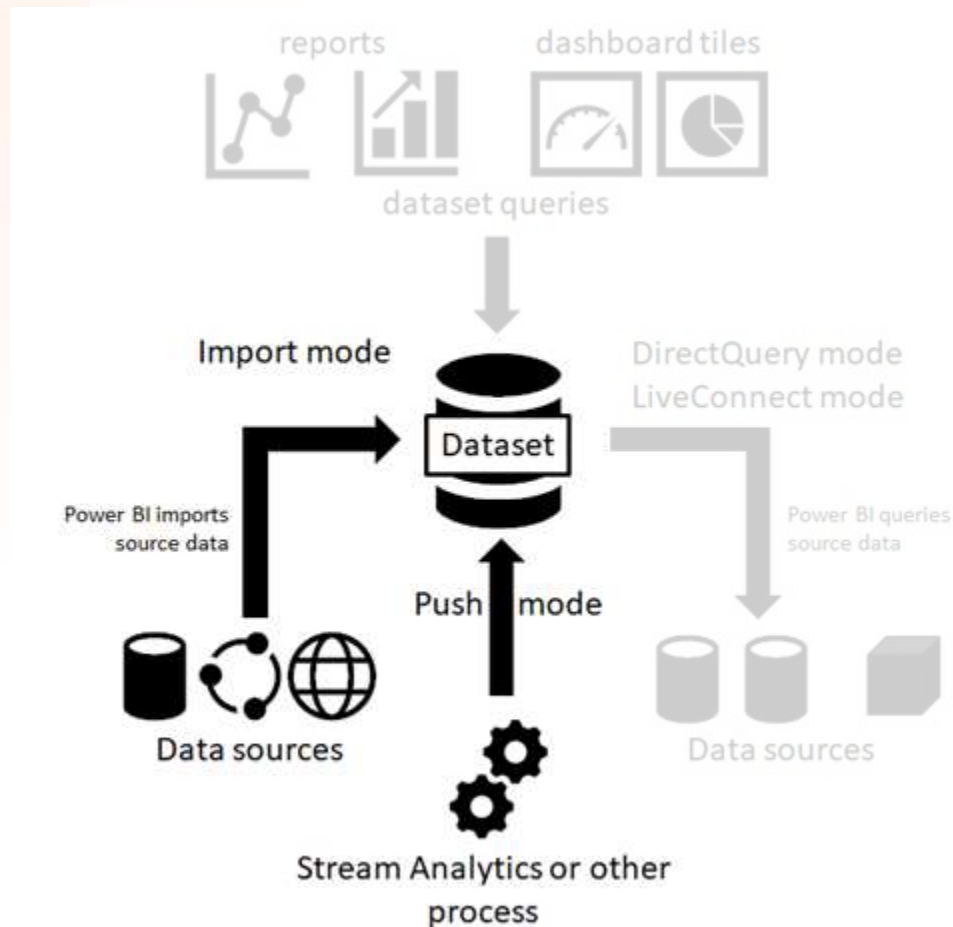 reports
dashboard tiles
dataset queries
Import mode
DirectQuery mode
LiveConnect mode
Dataset
Power BI imports
source data
Power BI queries
source data
Push mode
Data sources
Data sources
Stream Analytics or other
process